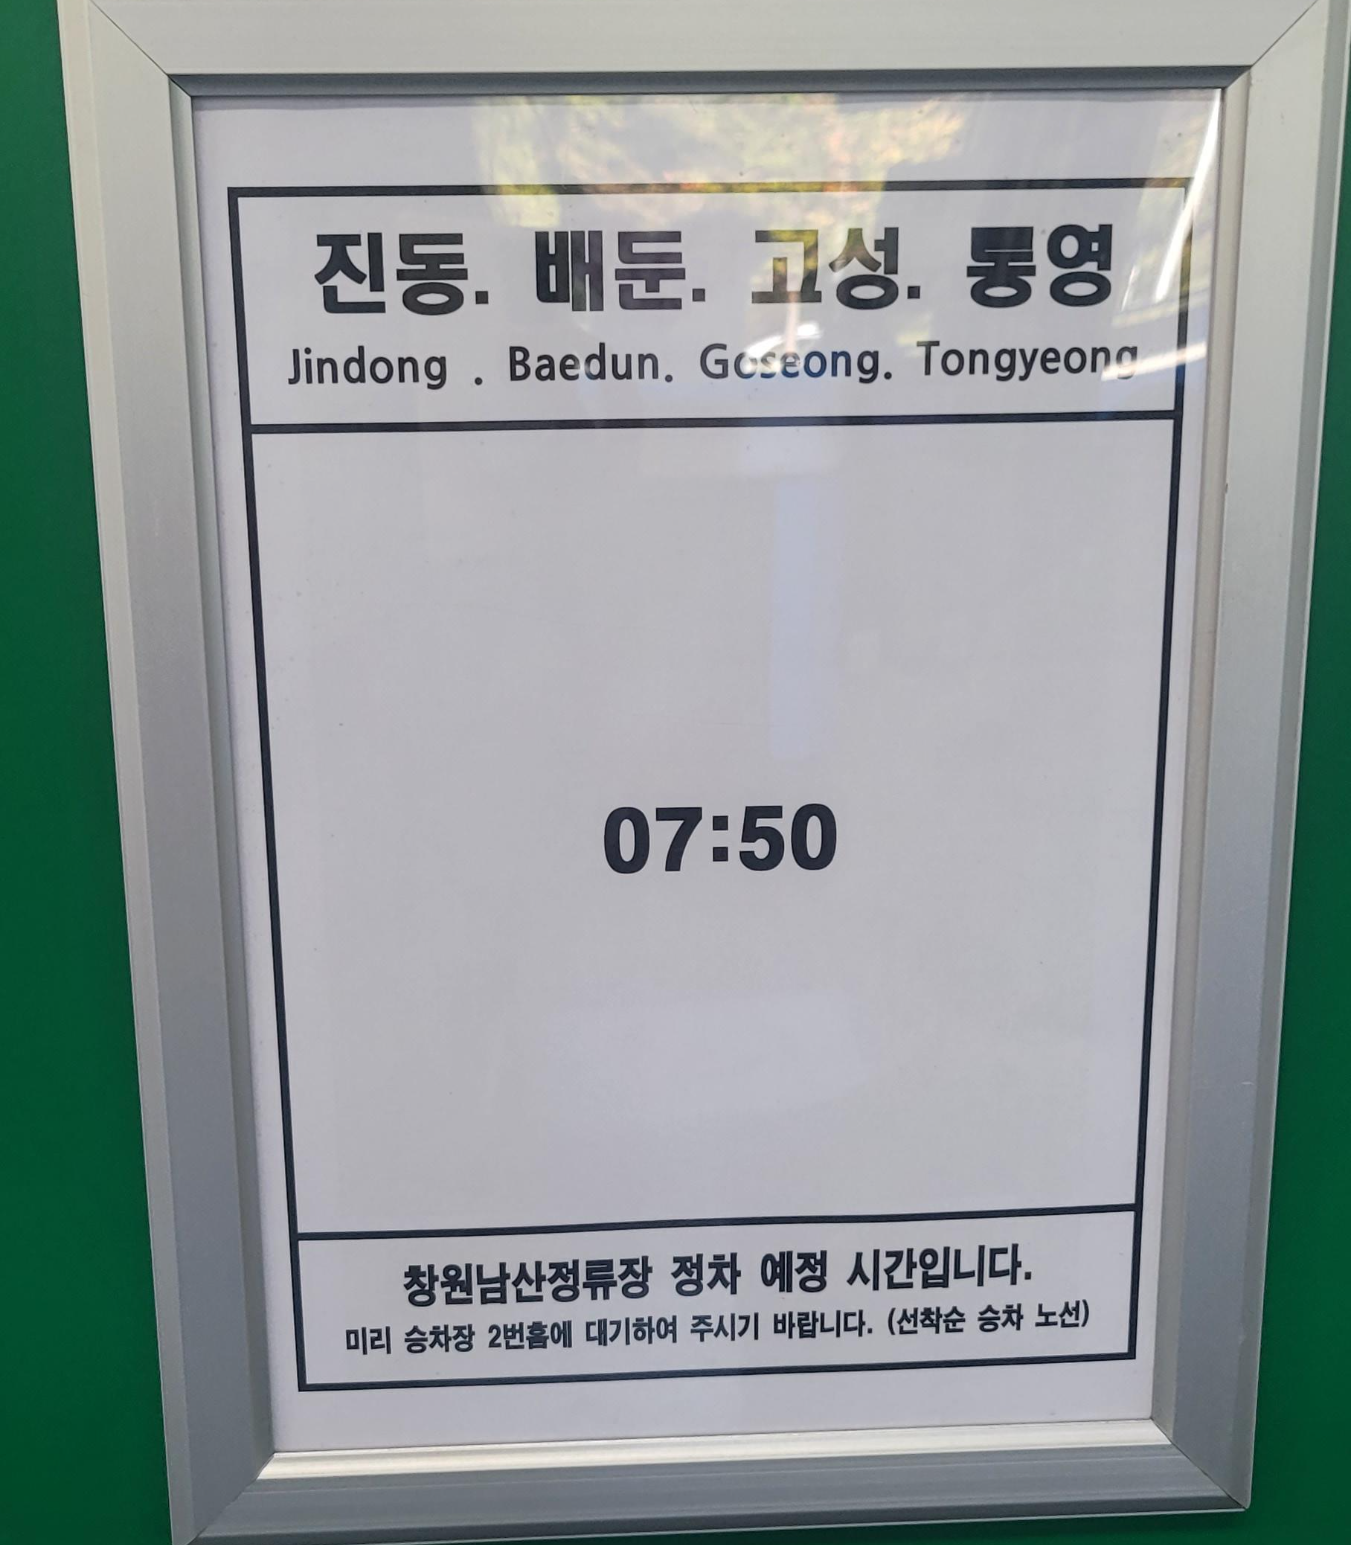 진동. 배둔. 고성. 통영
Jindong . Baedun. Goseong. Tongyeong
07:50
창원남산정류장 정차 예정 시간입니다.
미리 승차장 2번홈에 대기하여 주시기 바랍니다. (선착순 승차 노선)